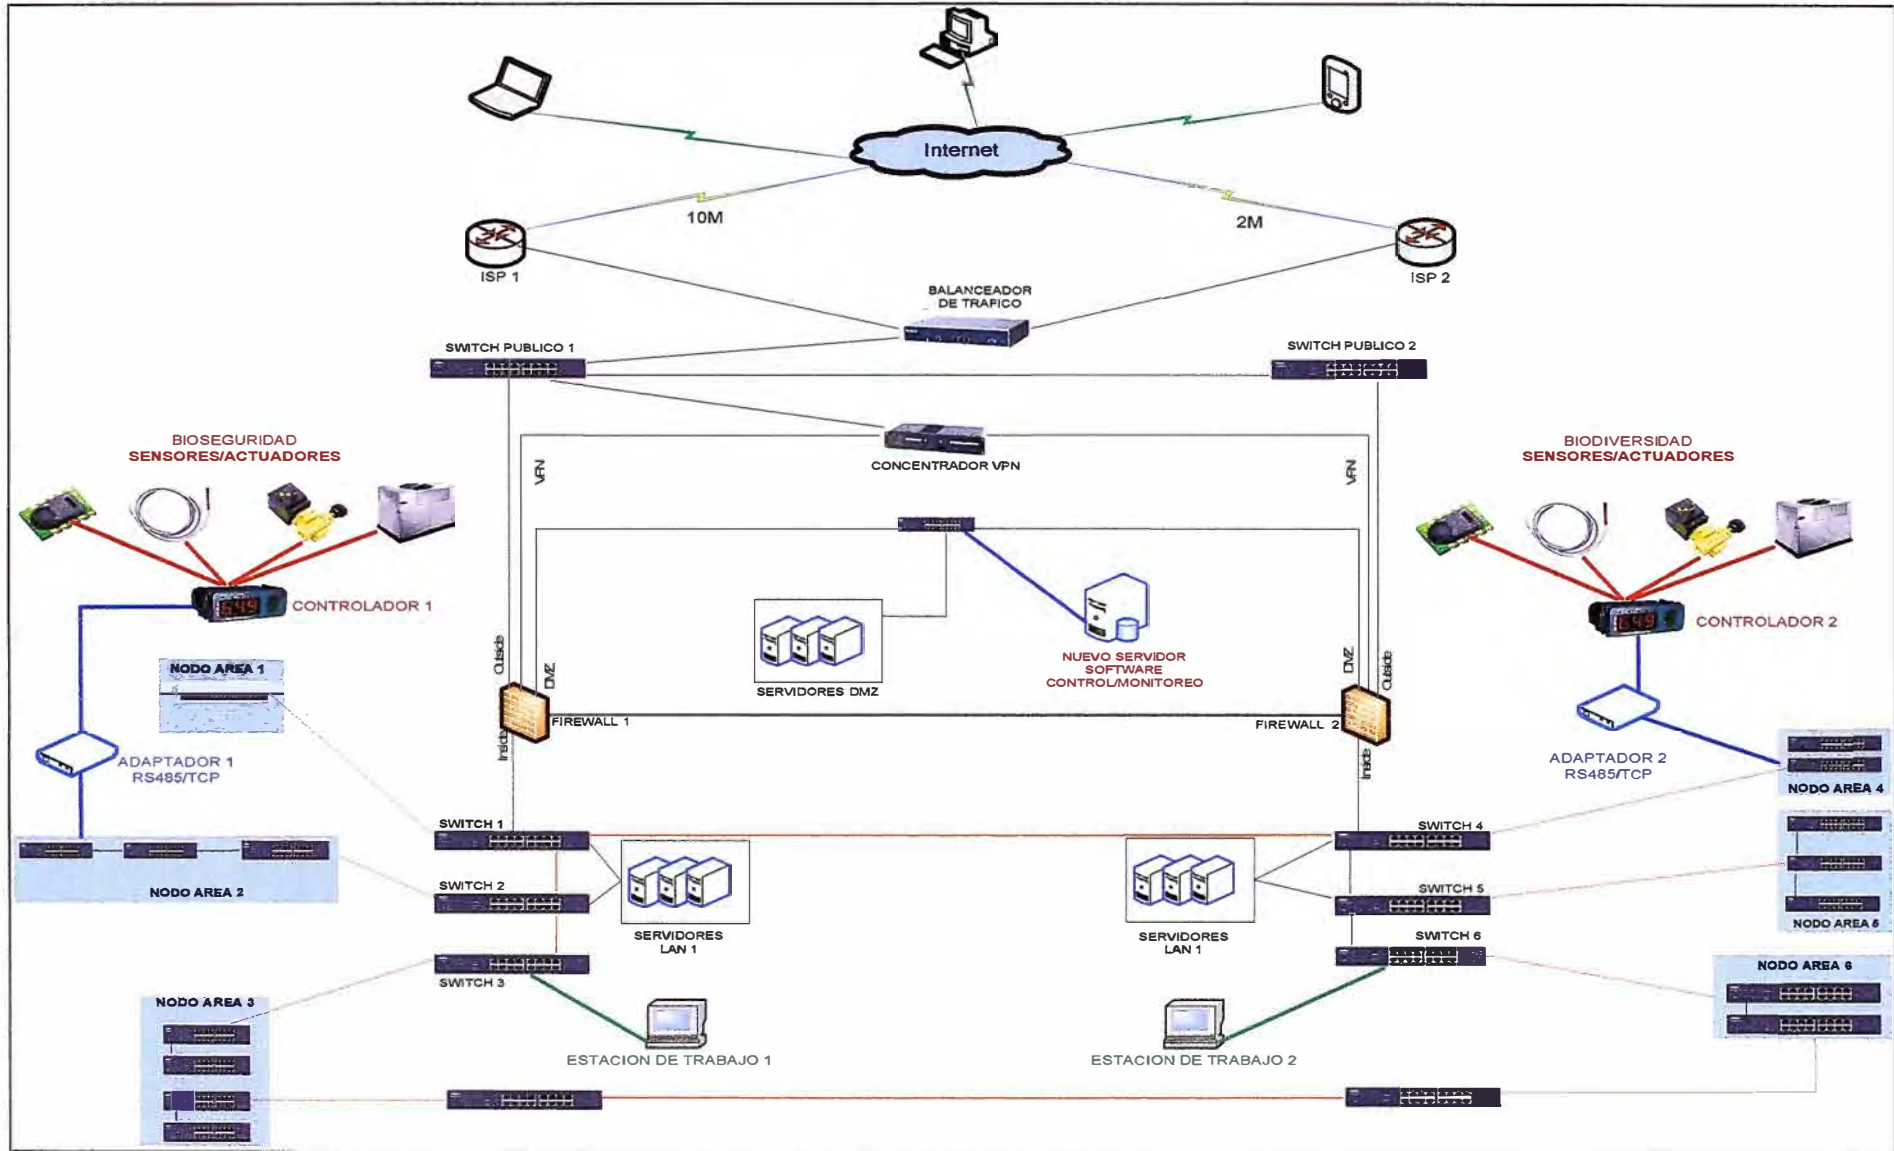 Internet
10M
2M
ISP 1
ISP 2
BALANCEADOR
DE TRAFICO
SWITCH PUBLICO 1
SWITCH PUBLICO 2
BIOSEGURIDAD
SENSORES/ACTUADORES
CONCENTRADOR VPN
BIODIVERSIDAD
SENSORES/ACTUADORES
VPN
VPN
649
CONTROLADOR 1
649
CONTROLADOR 2
NUEVO SERVIDOR
SOFTWARE
CONTROL/MONITOREO
SERVIDORES DMZ
NODO AREA 1
Outside
DMZ
DMZ
Outside
FIREWALL 1
FIREWALL 2
Inside
Inside
ADAPTADOR 1
RS485/TCP
ADAPTADOR 2
RS485/TCP
NODO AREA 4
SWITCH 1
SWITCH 4
NODO AREA 2
SWITCH 2
SWITCH 5
NODO AREA 5
SERVIDORES
LAN 1
SERVIDORES
LAN 1
SWITCH 6
SWITCH 3
NODO AREA 6
NODO AREA 3
ESTACION DE TRABAJO 1
ESTACION DE TRABAJO 2